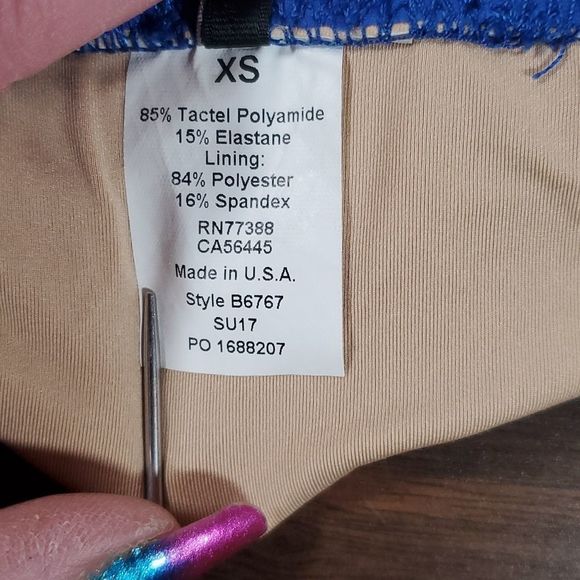 XS
85% Tactel Polyamide
15% Elastane
Lining:
84% Polyester
16% Spandex
RN77388
CA56445
Made in U.S.A.
Style B6767
SU17
PO 1688207